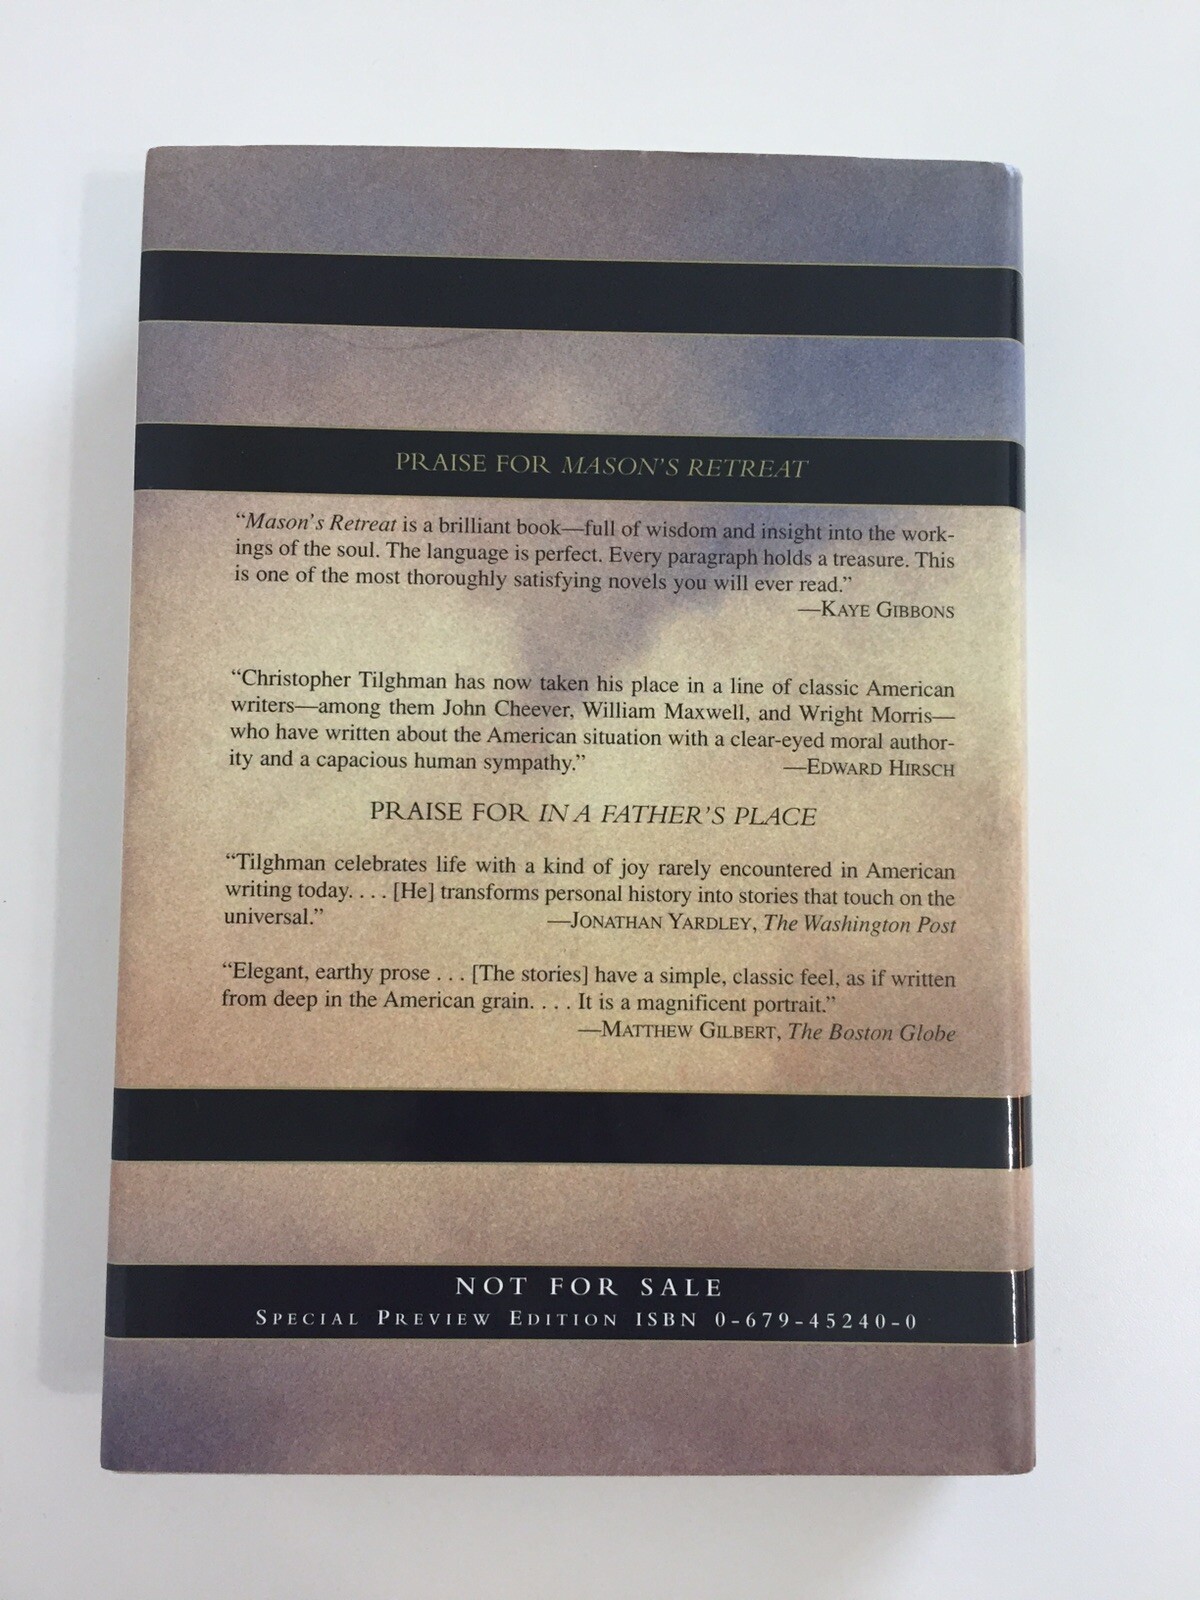 PRAISE FOR MASON'S RETREAT
“Mason's Retreat is a brilliant book—full of wisdom and insight into the work-
ings of the soul. The language is perfect. Every paragraph holds a treasure. This
is one of the most thoroughly satisfying novels you will ever read.”
—KAYE GIBBONS
“Christopher Tilghman has now taken his place in a line of classic American
writers—among them John Cheever, William Maxwell, and Wright Morris—
who have written about the American situation with a clear-eyed moral author-
ity and a capacious human sympathy.” —EDWARD HIRSCH
PRAISE FOR IN A FATHER'S PLACE
“Tilghman celebrates life with a kind of joy rarely encountered in American
writing today. . . . [He] transforms personal history into stories that touch on the
universal.” —JONATHAN YARDLEY, The Washington Post
“Elegant, earthy prose . . . [The stories] have a simple, classic feel, as if written
from deep in the American grain. . . . It is a magnificent portrait.”
—MATTHEW GILBERT, The Boston Globe
NOT FOR SALE
SPECIAL PREVIEW EDITION ISBN 0-679-45240-0